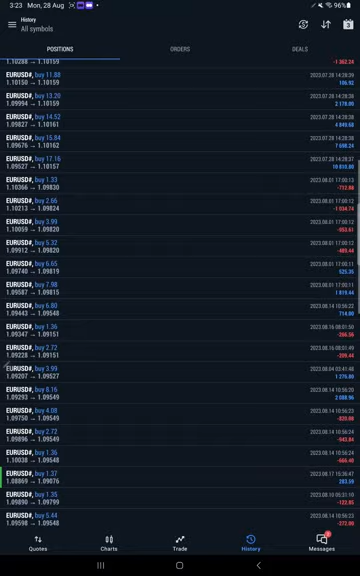 3:23 Mon, 28 Aug 96%
History
All symbols
3
POSITIONS ORDERS DEALS
1.10288 → 1.10159 -1 362.24
EURUSD#, buy 11.88 2023.07.28 14:28:29
1.10150 → 1.10159 106.92
EURUSD#, buy 13.20 2023.07.28 14:28:28
1.09994 → 1.10159 2 178.00
EURUSD#, buy 14.52 2023.07.28 14:28:28
1.09827 → 1.10161 4 849.68
EURUSD#, buy 15.84 2023.07.28 14:28:28
1.09676 → 1.10162 7 698.24
EURUSD#, buy 17.16 2023.07.28 14:28:27
1.09527 → 1.10157 10 810.80
EURUSD#, buy 1.33 2023.08.01 17:00:13
1.10366 → 1.09830 -712.88
EURUSD#, buy 2.66 2023.08.01 17:00:12
1.10213 → 1.09824 -1 034.74
EURUSD#, buy 3.99 2023.08.01 17:00:12
1.10059 → 1.09820 -953.61
EURUSD#, buy 5.32 2023.08.01 17:00:12
1.09912 → 1.09820 -489.44
EURUSD#, buy 6.65 2023.08.01 17:00:11
1.09740 → 1.09819 525.35
EURUSD#, buy 7.98 2023.08.01 17:00:11
1.09587 → 1.09815 1 819.44
EURUSD#, buy 6.80 2023.08.14 10:56:22
1.09443 → 1.09548 714.00
EURUSD#, buy 1.36 2023.08.16 08:01:50
1.09347 → 1.09151 -266.56
EURUSD#, buy 2.72 2023.08.16 08:01:49
1.09228 → 1.09151 -209.44
EURUSD#, buy 3.99 2023.08.04 03:41:48
1.09207 → 1.09527 1 276.80
EURUSD#, buy 8.16 2023.08.14 10:56:20
1.09293 → 1.09549 2 088.96
EURUSD#, buy 4.08 2023.08.14 10:56:23
1.09750 → 1.09549 -820.08
EURUSD#, buy 2.72 2023.08.14 10:56:23
1.09896 → 1.09549 -943.84
EURUSD#, buy 1.36 2023.08.14 10:56:23
1.10038 → 1.09548 -666.40
EURUSD#, buy 1.37 2023.08.17 15:36:47
1.08869 → 1.09076 283.59
EURUSD#, buy 1.35 2023.08.10 05:31:10
1.09890 → 1.09799 -122.85
EURUSD#, buy 5.44 2023.08.14 10:56:23
1.09598 → 1.09548 -272.00
Quotes Charts Trade History Messages